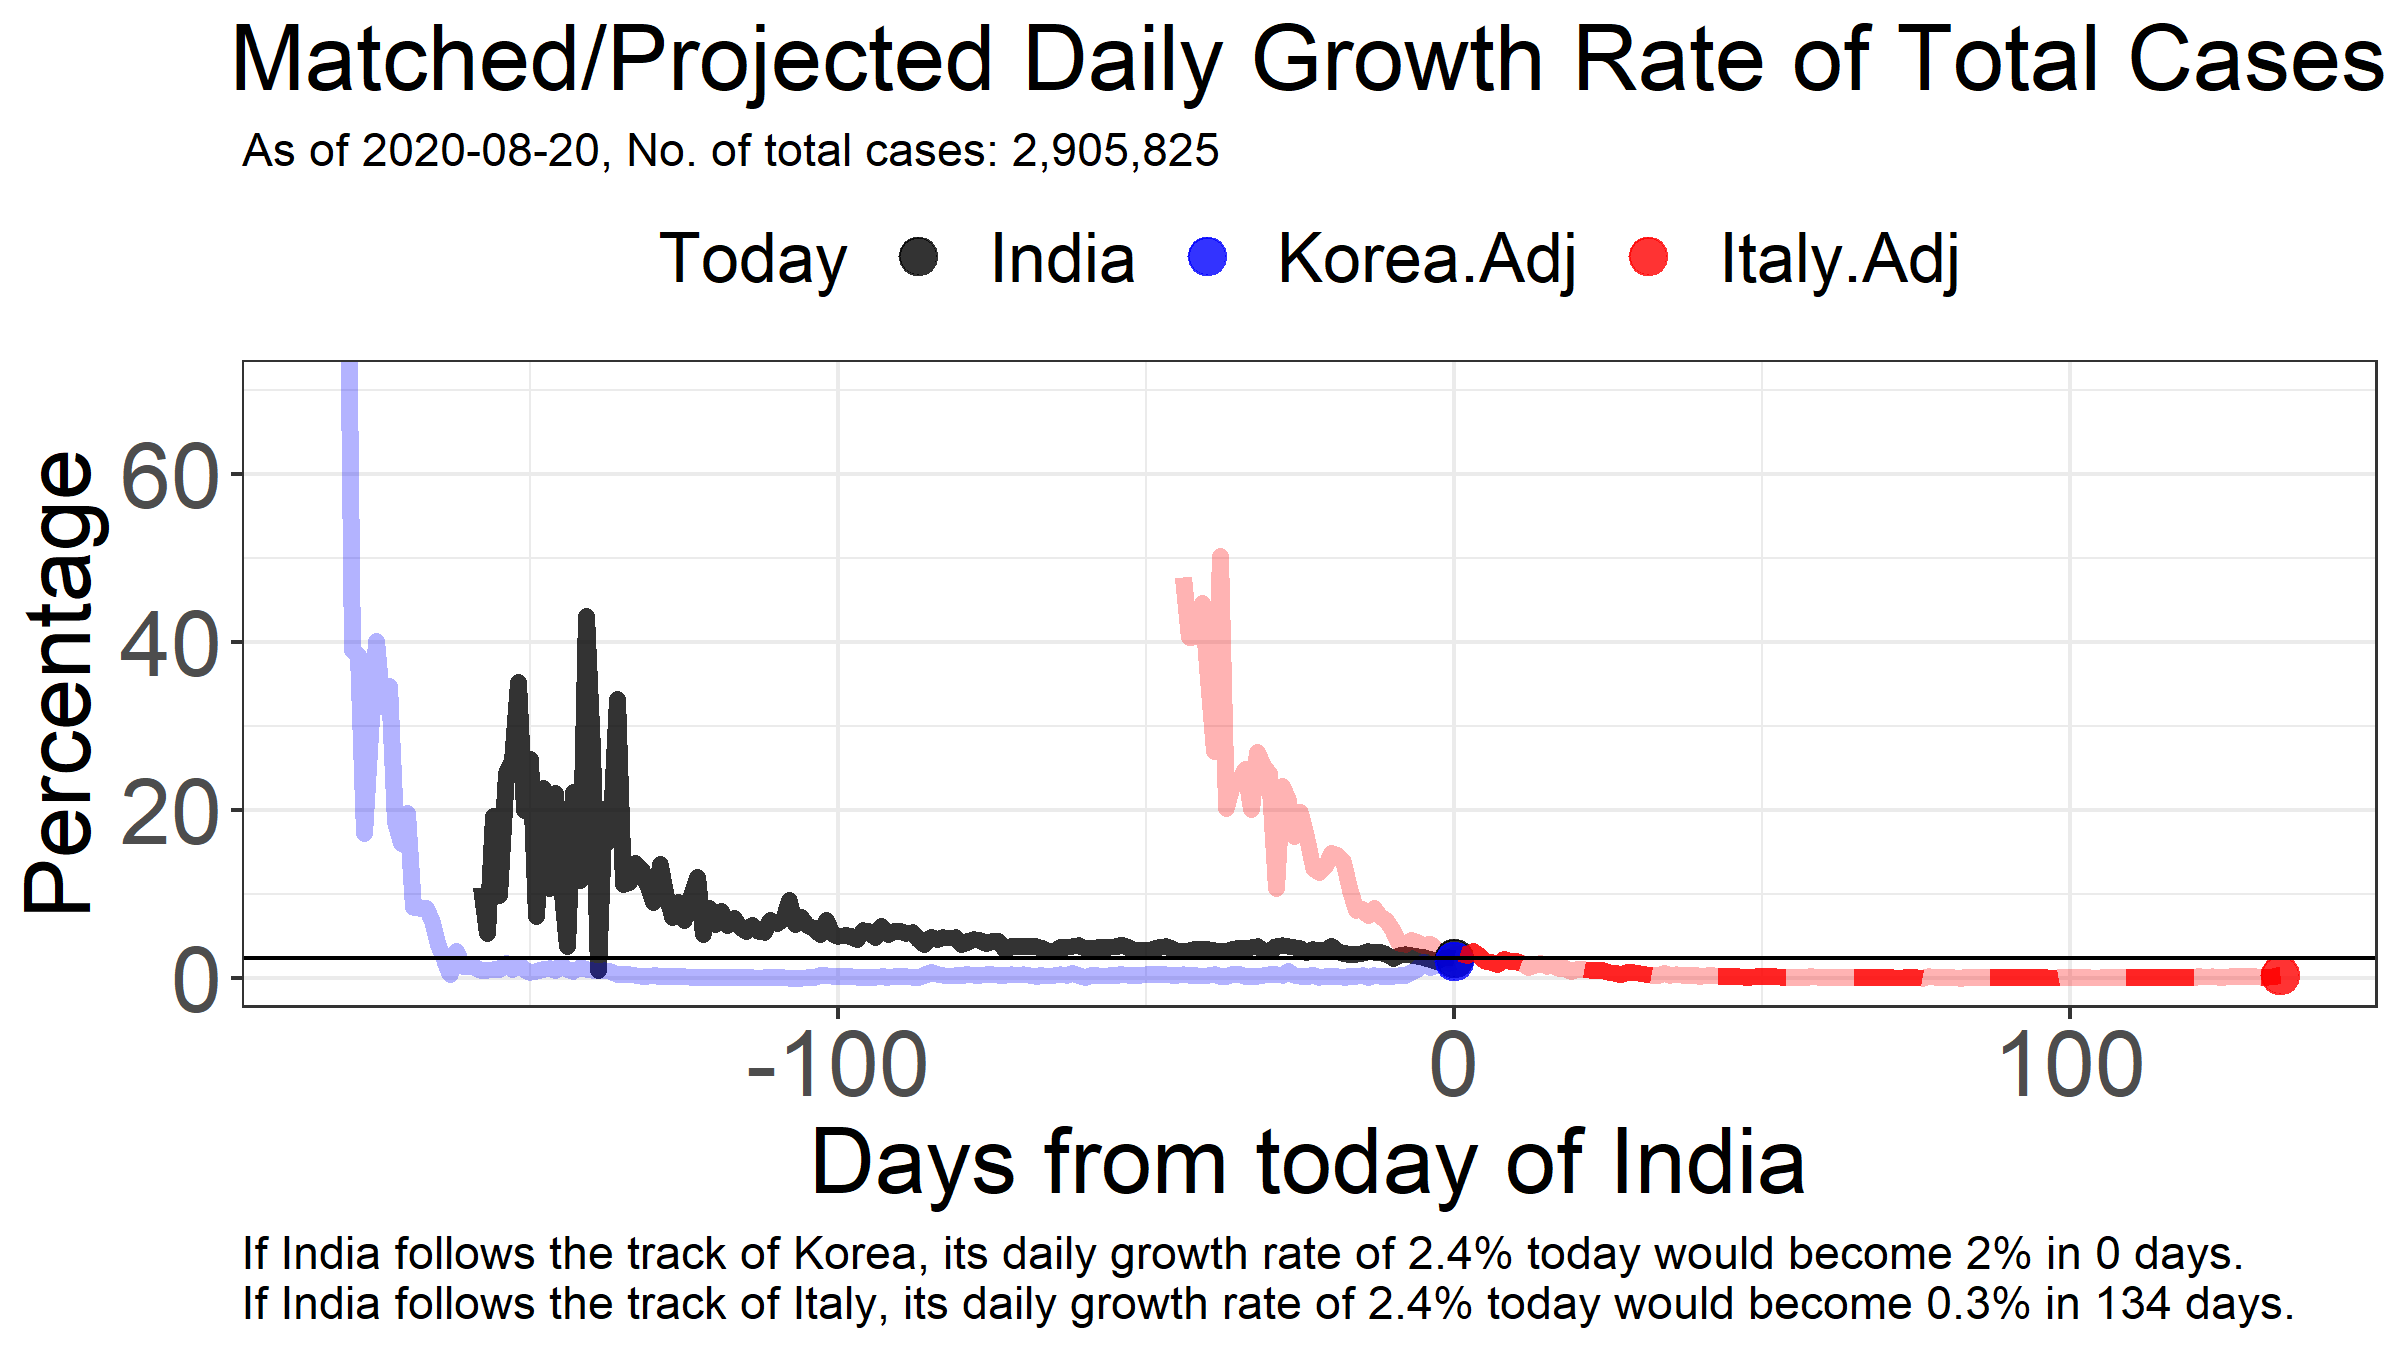 Matched/Projected Daily Growth Rate of Total Cases
As of 2020-08-20, No. of total cases: 2,905,825
Today India Korea.Adj Italy.Adj
Percentage
60
40
20
0
-100 0 100
Days from today of India
If India follows the track of Korea, its daily growth rate of 2.4% today would become 2% in 0 days.
If India follows the track of Italy, its daily growth rate of 2.4% today would become 0.3% in 134 days.